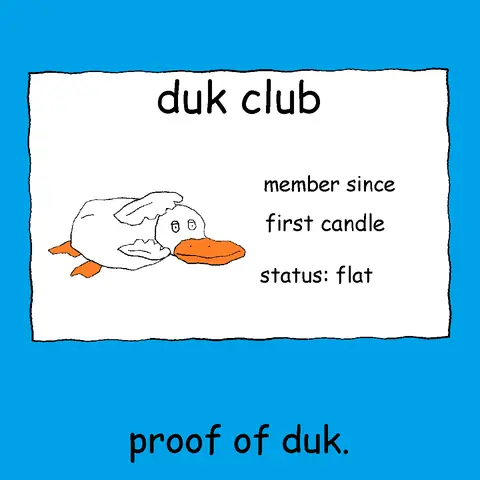 duk club
member since
first candle
status: flat
proof of duk.